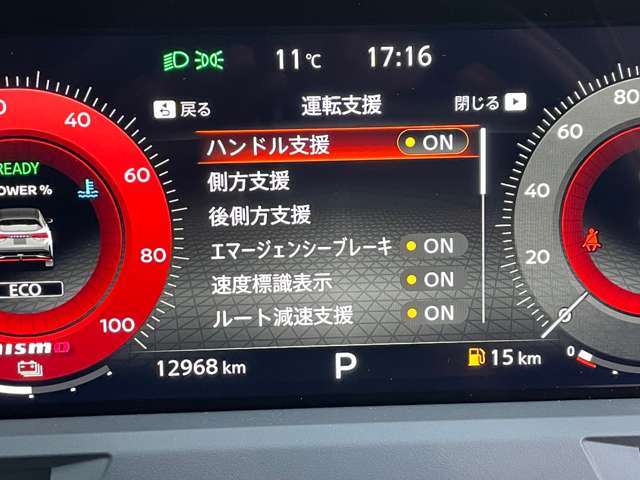 11℃ 17:16
戻る 運転支援 閉じる
ハンドル支援 ON
側方支援
後側方支援
エマージェンシーブレーキ ON
速度標識表示 ON
ルート減速支援 ON
40
60
80
100
READY
POWER %
ECO
nismo
80
60
40
20
0
12968 km P 15 km
0